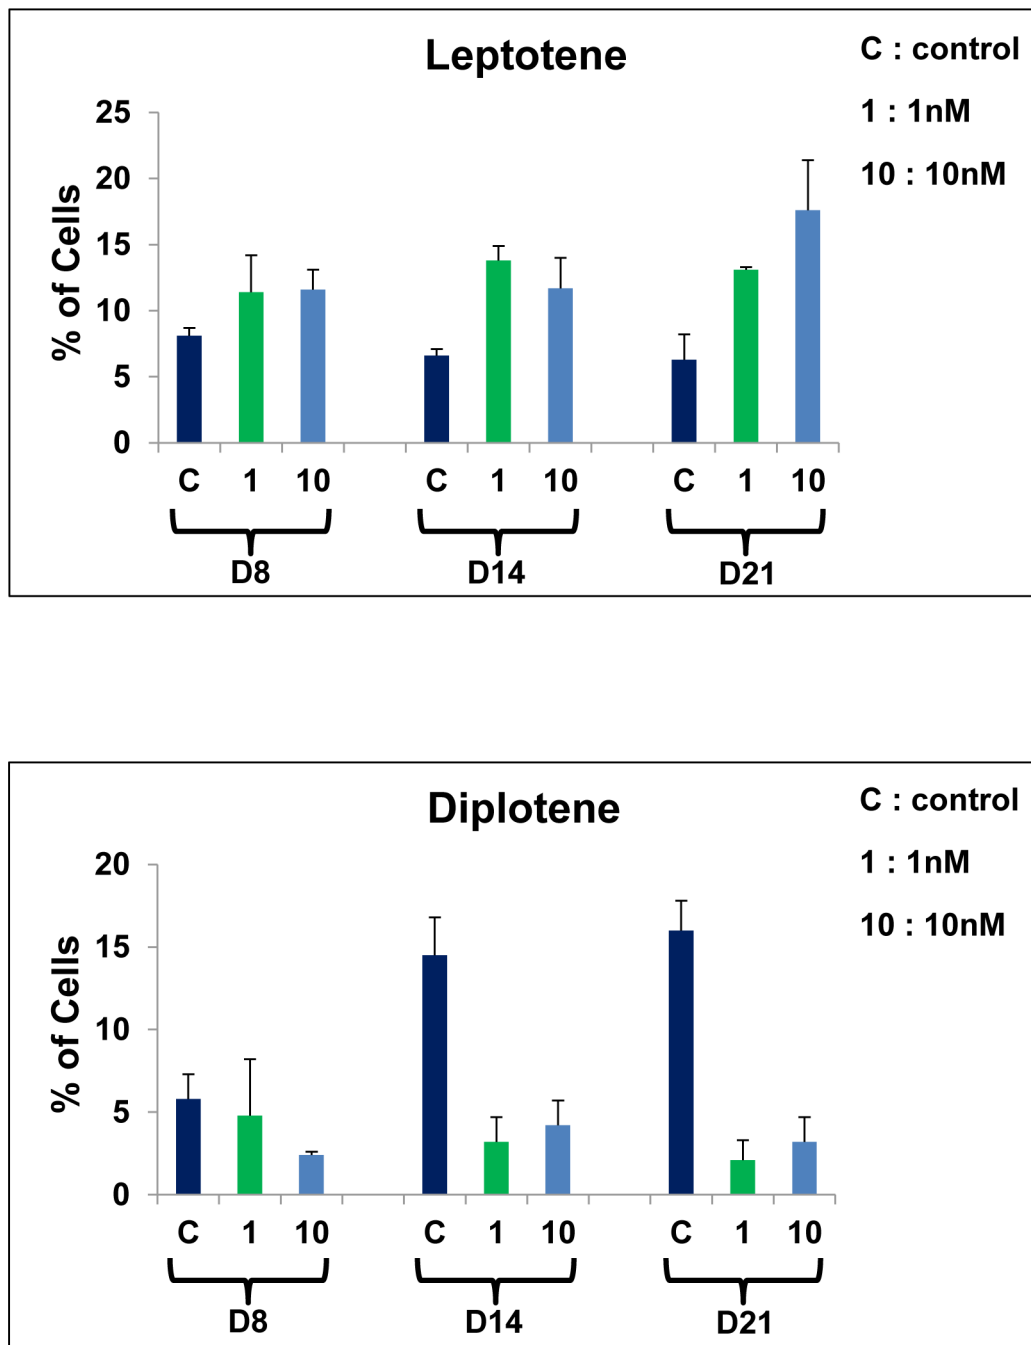 Leptotene
C : control
1 : 1nM
10 : 10nM
% of Cells
25
20
15
10
5
0
C 1 10 C 1 10 C 1 10
D8 D14 D21
Diplotene
C : control
1 : 1nM
10 : 10nM
% of Cells
20
15
10
5
0
C 1 10 C 1 10 C 1 10
D8 D14 D21